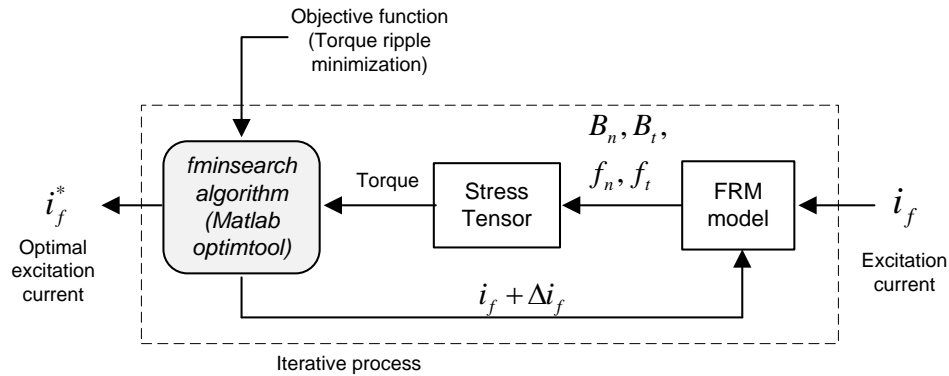 Objective function
(Torque ripple
minimization)
fminsearch
algorithm
(Matlab
optimtool)
Torque
Stress
Tensor
B_n, B_t,
f_n, f_t
FRM
model
i_f
Excitation
current
i_f^*
Optimal
excitation
current
i_f + Δi_f
Iterative process